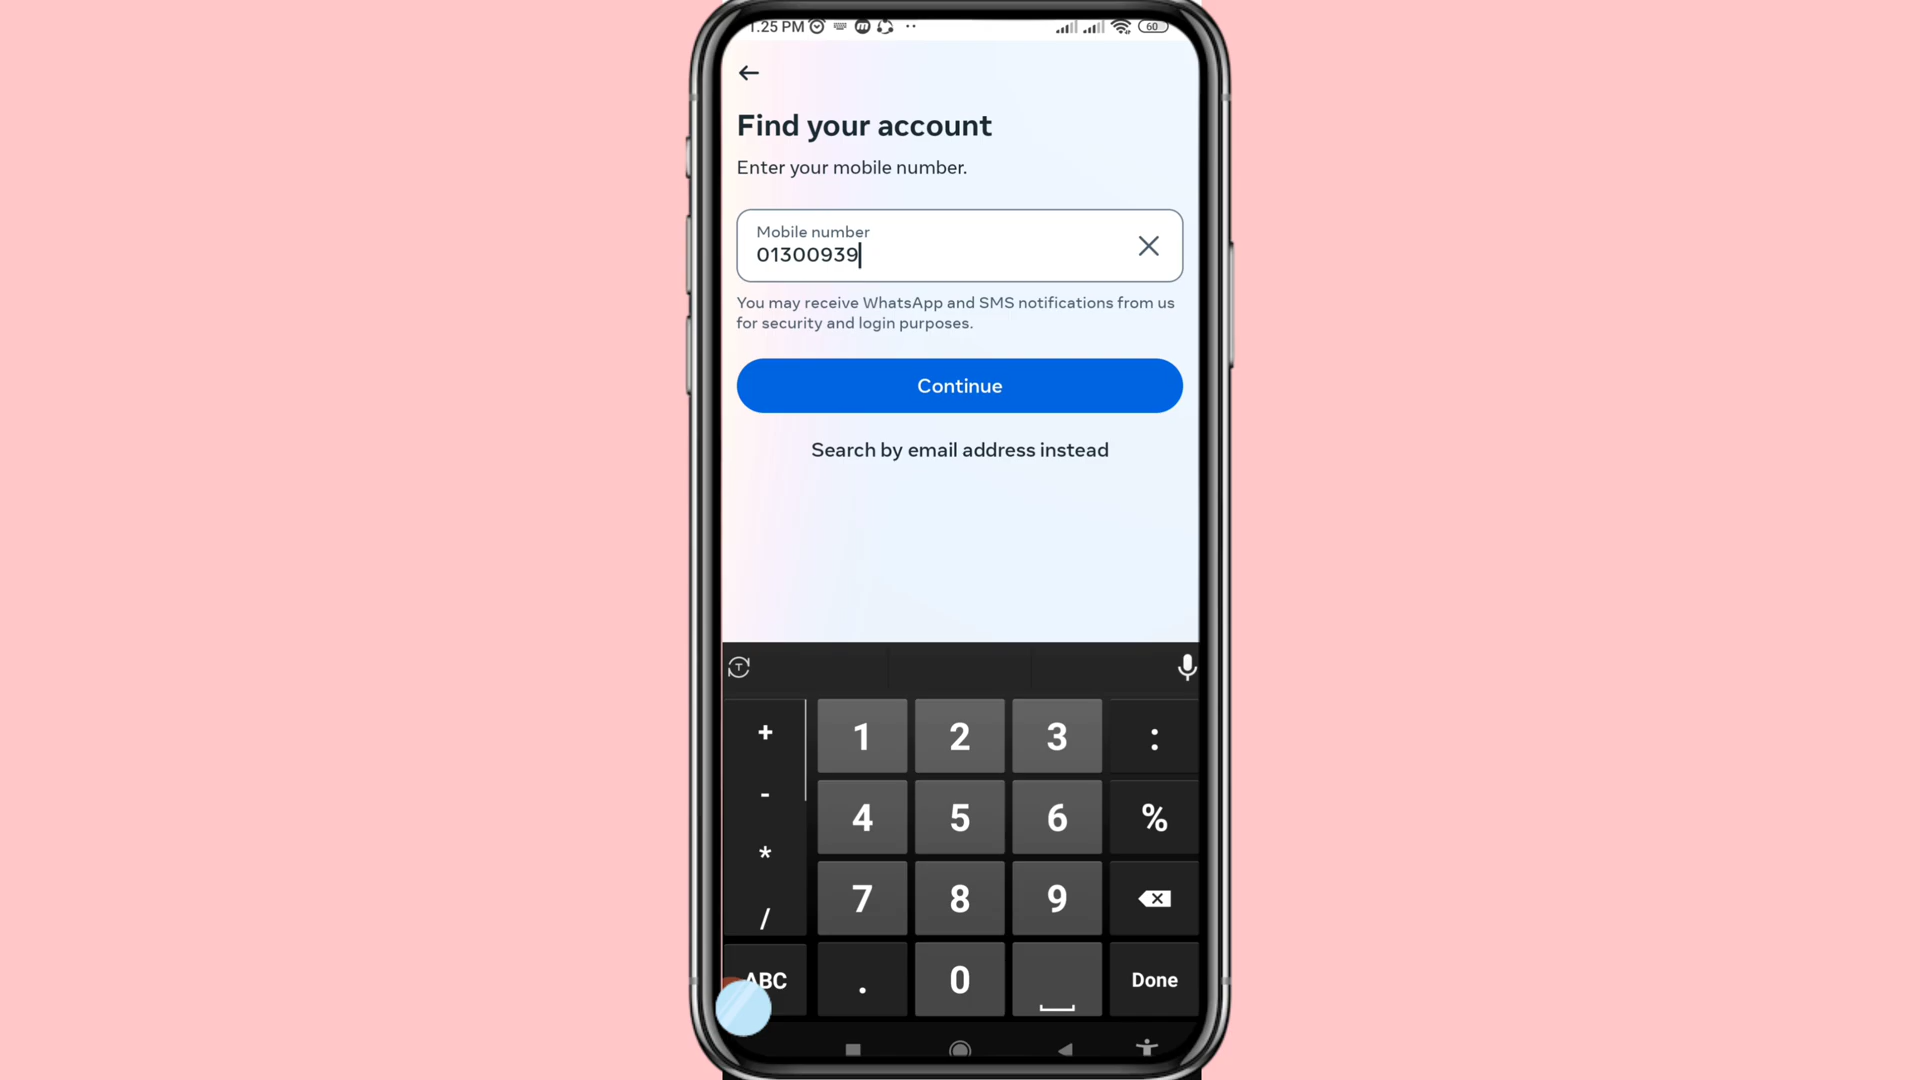 1.25 PM 60
Find your account
Enter your mobile number.
Mobile number
01300939
You may receive WhatsApp and SMS notifications from us
for security and login purposes.
Continue
Search by email address instead
T
+ 1 2 3 :
-
4 5 6 %
*
7 8 9
/
ABC . 0 Done